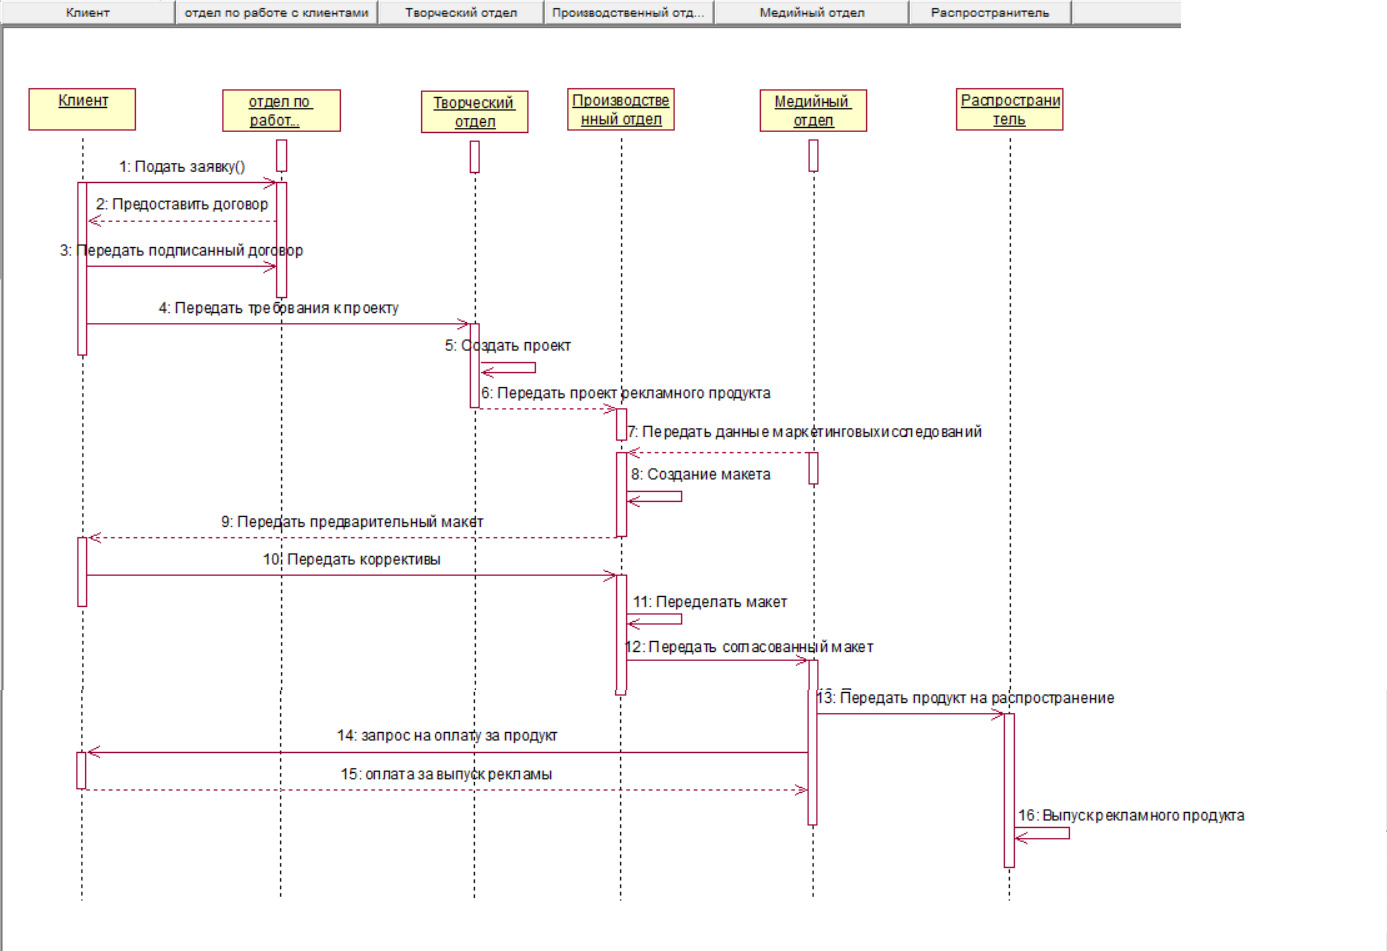 Клиент
отдел по работе с клиентами
Творческий отдел
Производственный отд...
Медийный отдел
Распространитель
Клиент
отдел по
работ...
Творческий
отдел
Производстве
нный отдел
Медийный
отдел
Распространи
тель
1: Подать заявку()
2: Предоставить договор
3: Передать подписанный договор
4: Передать требования к проекту
5: Создать проект
6: Передать проект рекламного продукта
7: Передать данные маркетинговых исследований
8: Создание макета
9: Передать предварительный макет
10: Передать коррективы
11: Переделать макет
12: Передать согласованный макет
13: Передать продукт на распространение
14: запрос на оплату за продукт
15: оплата за выпуск рекламы
16: Выпуск рекламного продукта